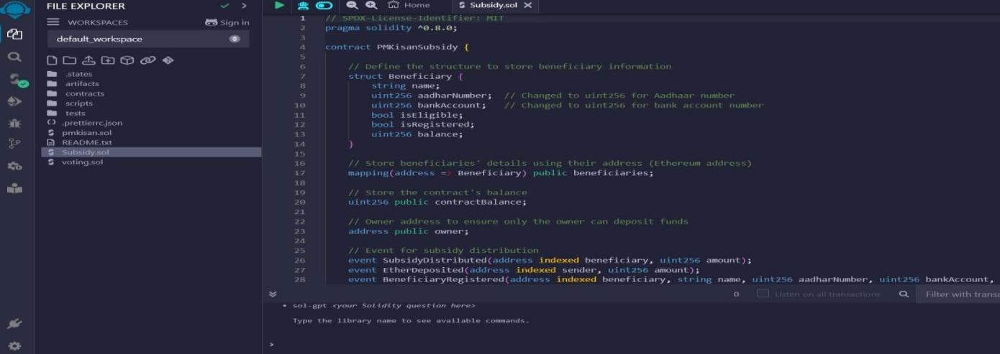 FILE EXPLORER
WORKSPACES
Sign in
default_workspace
.states
artifacts
contracts
scripts
tests
.prettierrc.json
pmkisan.sol
README.txt
Subsidy.sol
voting.sol
Home
Subsidy.sol
1 // SPDX-License-Identifier: MIT
2 pragma solidity ^0.8.0;
3
4 contract PMKisanSubsidy {
5
6 // Define the structure to store beneficiary information
7 struct Beneficiary {
8 string name;
9 uint256 aadharNumber; // Changed to uint256 for Aadhaar number
10 uint256 bankAccount; // Changed to uint256 for bank account number
11 bool isEligible;
12 bool isRegistered;
13 uint256 balance;
14 }
15
16 // Store beneficiaries' details using their address (Ethereum address)
17 mapping(address => Beneficiary) public beneficiaries;
18
19 // Store the contract's balance
20 uint256 public contractBalance;
21
22 // Owner address to ensure only the owner can deposit funds
23 address public owner;
24
25 // Event for subsidy distribution
26 event SubsidyDistributed(address indexed beneficiary, uint256 amount);
27 event EtherDeposited(address indexed sender, uint256 amount);
28 event BeneficiaryRegistered(address indexed beneficiary, string name, uint256 aadharNumber, uint256 bankAccount,
0 Listen on all transactions Filter with transa
• sol-gpt <your Solidity question here>
Type the library name to see available commands.
>